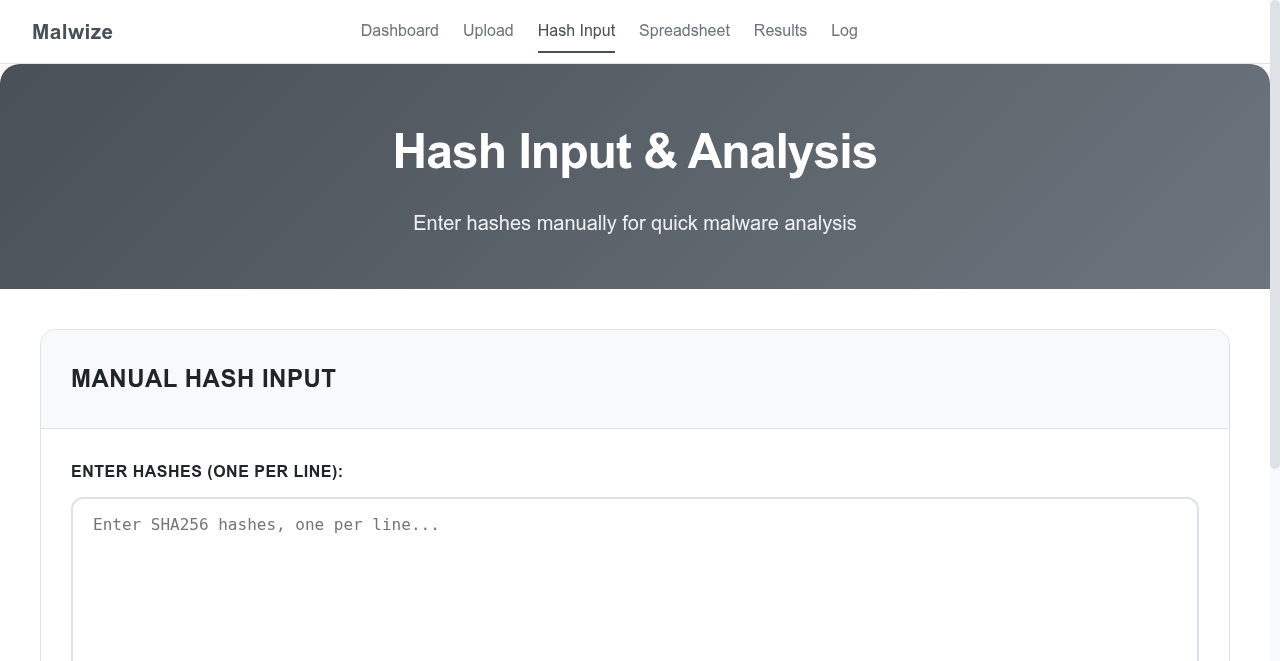 Malwize
Dashboard Upload Hash Input Spreadsheet Results Log
Hash Input & Analysis
Enter hashes manually for quick malware analysis
MANUAL HASH INPUT
ENTER HASHES (ONE PER LINE):
Enter SHA256 hashes, one per line...